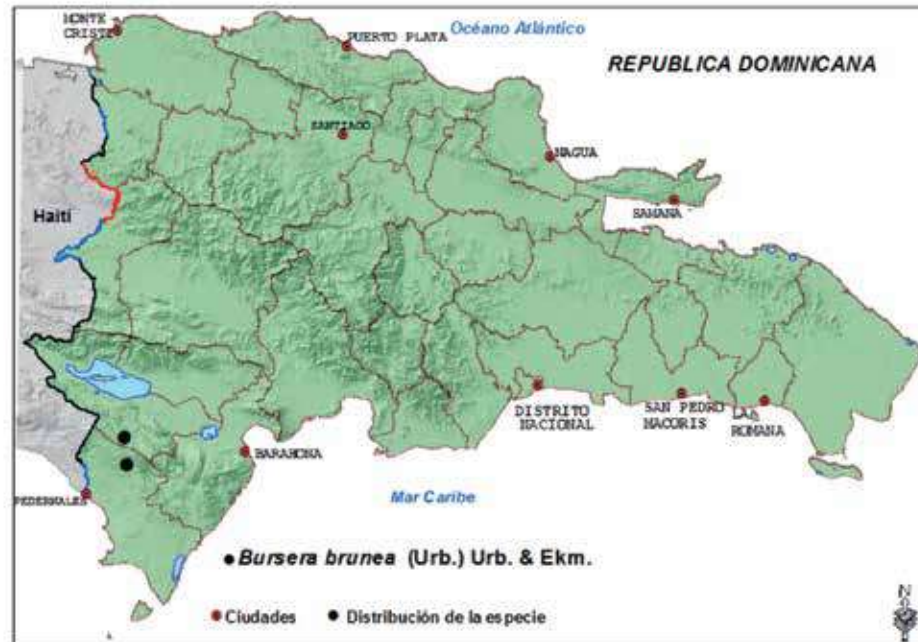 MONTE
CRISTI
PUERTO PLATA
Océano Atlántico
REPUBLICA DOMINICANA
SANTIAGO
NAGUA
Haití
SAMANA
DISTRITO
NACIONAL
SAN PEDRO
MACORIS
LA
ROMANA
BARAHONA
PEDERNALES
Mar Caribe
Bursera brunea (Urb.) Urb. & Ekm.
Ciudades
Distribución de la especie
N